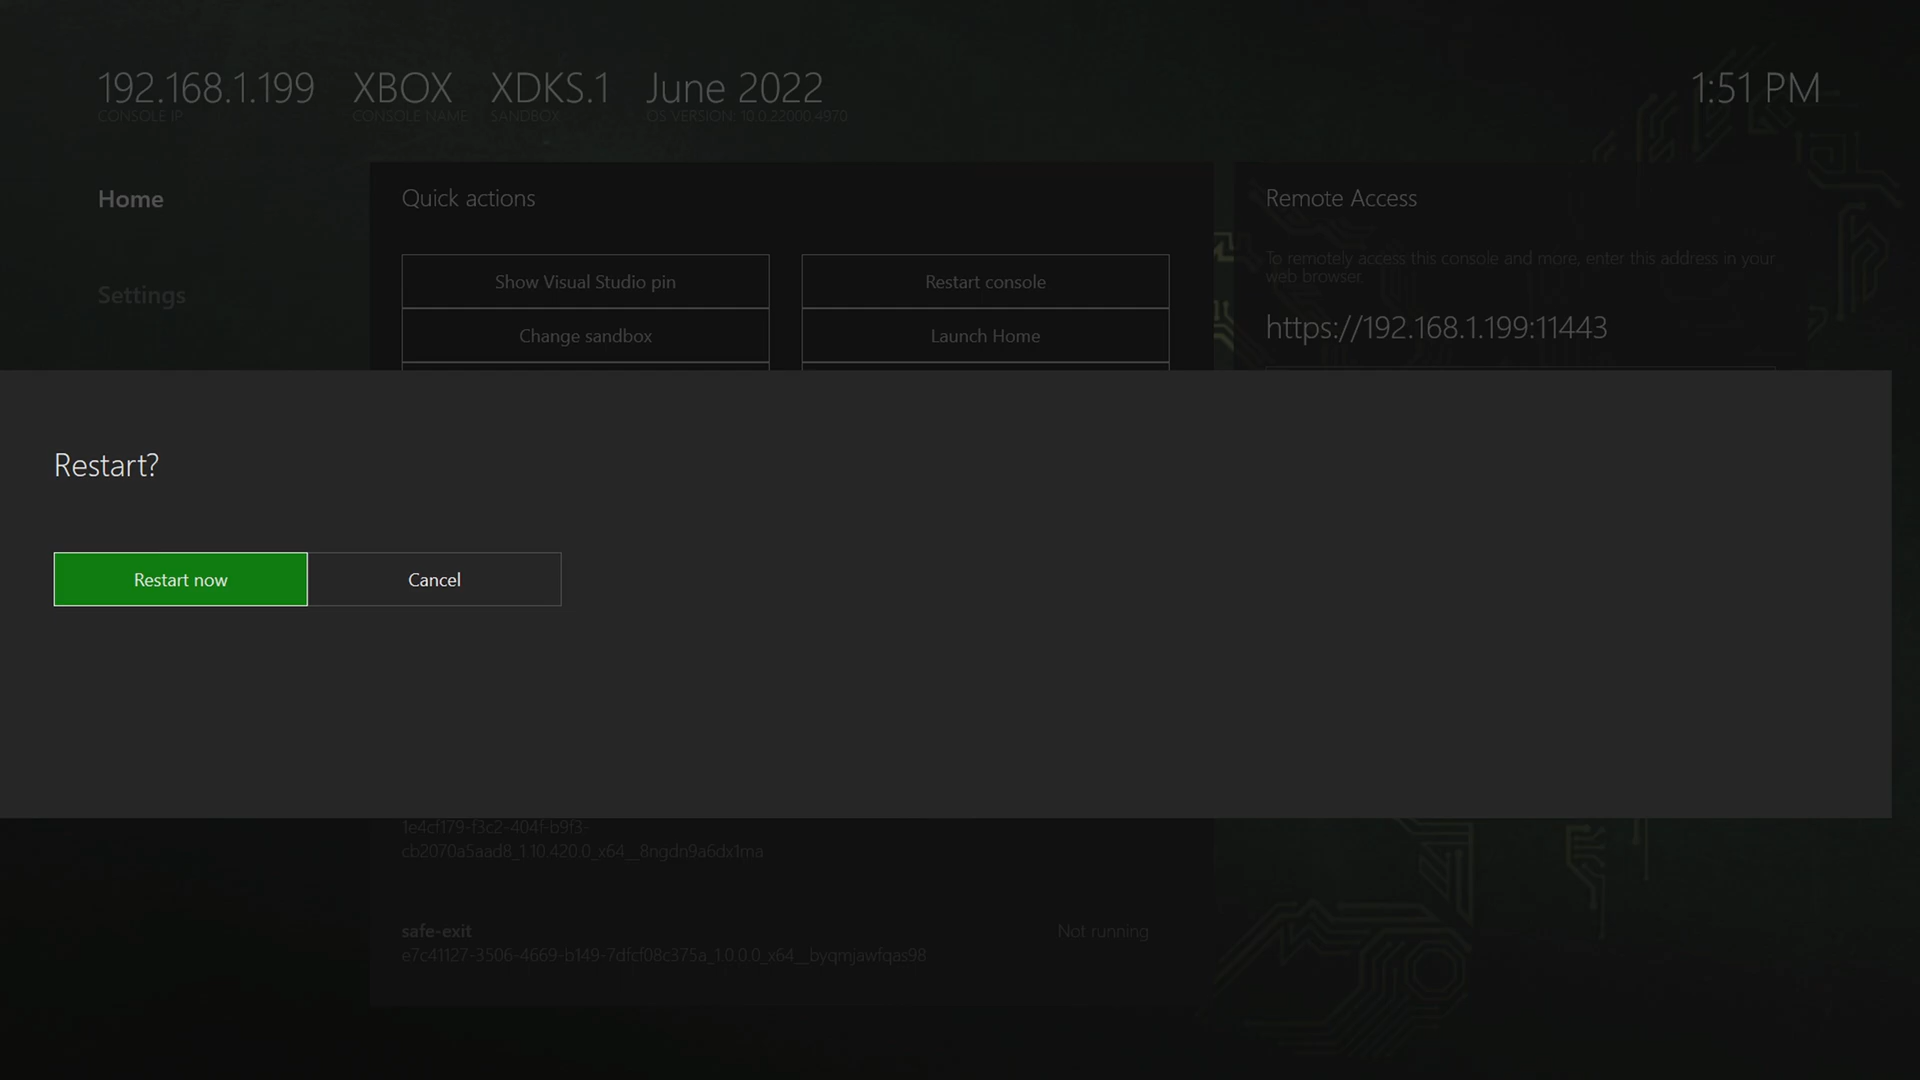 192.168.1.199 XBOX XDKS.1 June 2022 1:51 PM
CONSOLE IP CONSOLE NAME SANDBOX OS VERSION: 10.0.22000.4970
Home
Settings
Quick actions
Show Visual Studio pin
Restart console
Change sandbox
Launch Home
Remote Access
To remotely access this console and more, enter this address in your
web browser.
https://192.168.1.199:11443
Restart?
Restart now
Cancel
1e4cf179-f3c2-404f-b9f3-
cb2070a5aad8_1.10.420.0_x64__8ngdn9a6dx1ma
safe-exit
Not running
e7c41127-3506-4669-b149-7dfcf08c375a_1.0.0.0_x64__byqmjawfqas98